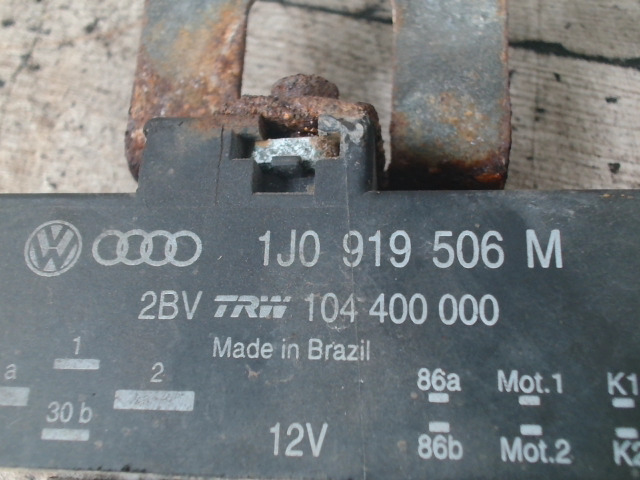 1J0 919 506 M
2BV TRW 104 400 000
Made in Brazil
a 1 2 86a Mot.1 K1
30 b 12V 86b Mot.2 K2